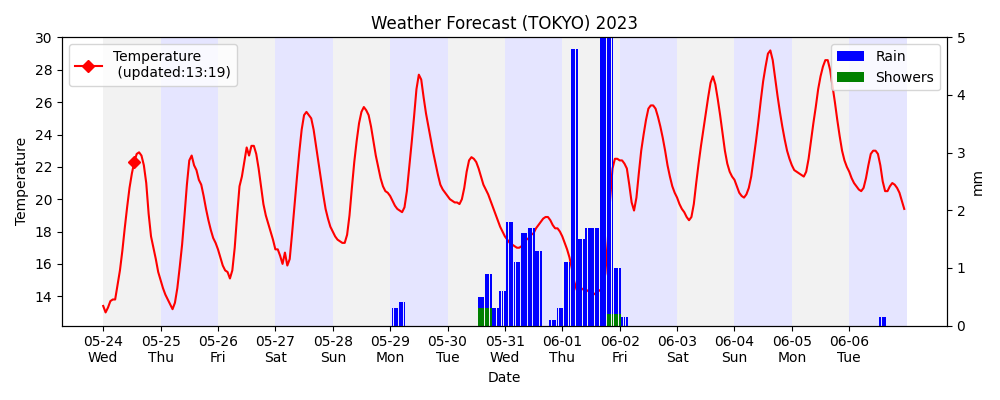 Weather Forecast (TOKYO) 2023
Temperature
(updated:13:19)
Rain
Showers
30
28
26
24
22
20
18
16
14
Temperature
5
4
3
2
1
0
mm
05-24 05-25 05-26 05-27 05-28 05-29 05-30 05-31 06-01 06-02 06-03 06-04 06-05 06-06
Wed Thu Fri Sat Sun Mon Tue Wed Thu Fri Sat Sun Mon Tue
Date